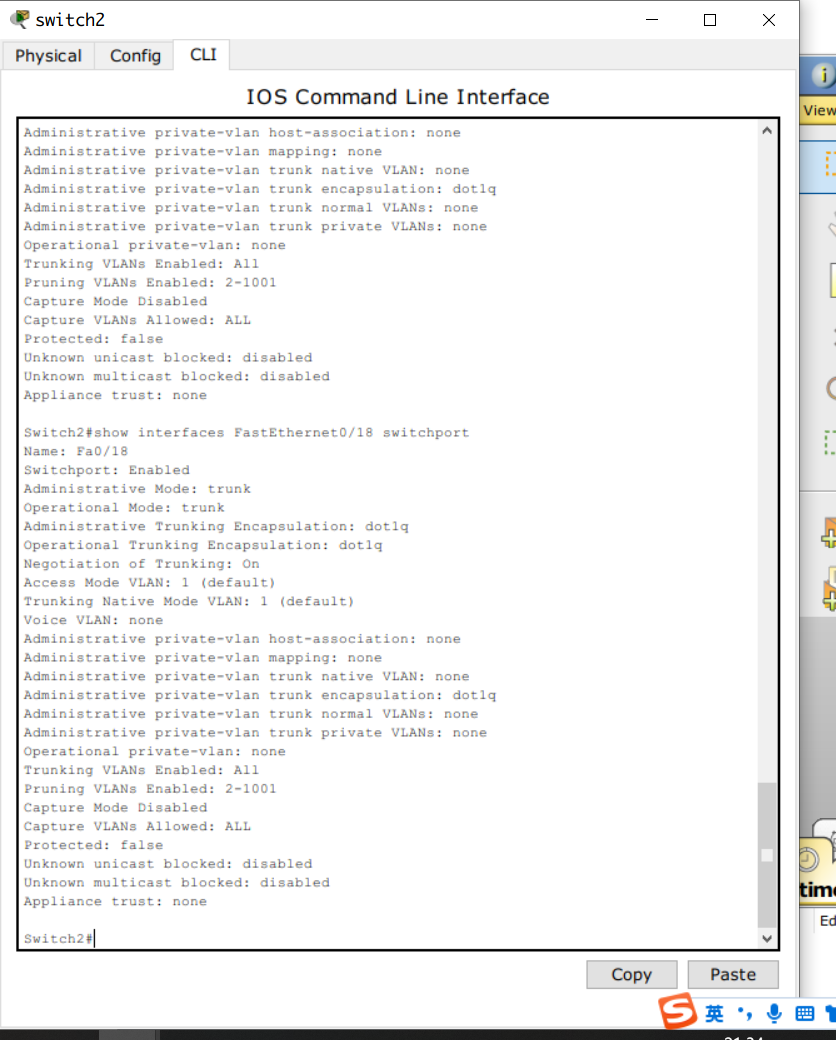 switch2
Physical Config CLI
IOS Command Line Interface
Administrative private-vlan host-association: none
Administrative private-vlan mapping: none
Administrative private-vlan trunk native VLAN: none
Administrative private-vlan trunk encapsulation: dot1q
Administrative private-vlan trunk normal VLANs: none
Administrative private-vlan trunk private VLANs: none
Operational private-vlan: none
Trunking VLANs Enabled: All
Pruning VLANs Enabled: 2-1001
Capture Mode Disabled
Capture VLANs Allowed: ALL
Protected: false
Unknown unicast blocked: disabled
Unknown multicast blocked: disabled
Appliance trust: none
Switch2#show interfaces FastEthernet0/18 switchport
Name: Fa0/18
Switchport: Enabled
Administrative Mode: trunk
Operational Mode: trunk
Administrative Trunking Encapsulation: dot1q
Operational Trunking Encapsulation: dot1q
Negotiation of Trunking: On
Access Mode VLAN: 1 (default)
Trunking Native Mode VLAN: 1 (default)
Voice VLAN: none
Administrative private-vlan host-association: none
Administrative private-vlan mapping: none
Administrative private-vlan trunk native VLAN: none
Administrative private-vlan trunk encapsulation: dot1q
Administrative private-vlan trunk normal VLANs: none
Administrative private-vlan trunk private VLANs: none
Operational private-vlan: none
Trunking VLANs Enabled: All
Pruning VLANs Enabled: 2-1001
Capture Mode Disabled
Capture VLANs Allowed: ALL
Protected: false
Unknown unicast blocked: disabled
Unknown multicast blocked: disabled
Appliance trust: none
Switch2#
Copy Paste
英
View